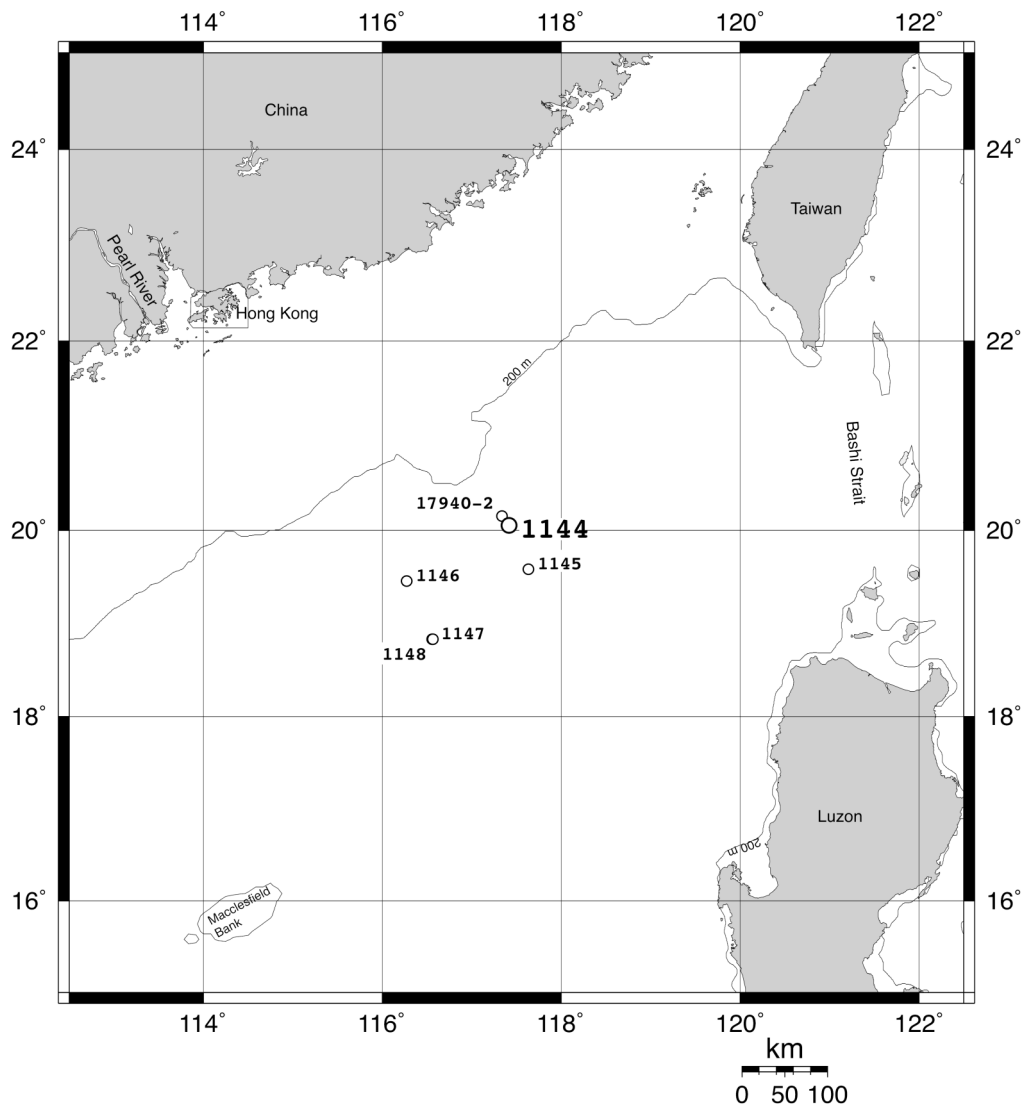 114˚ 116˚ 118˚ 120˚ 122˚
China
24˚ 24˚
Taiwan
Pearl River
Hong Kong
22˚ 22˚
200 m
Bashi Strait
17940-2
20˚ 1144 20˚
1145
1146
1147
1148
18˚ 18˚
Luzon
200 m
16˚ 16˚
Macclesfield
Bank
114˚ 116˚ 118˚ 120˚ 122˚
km
0 50 100